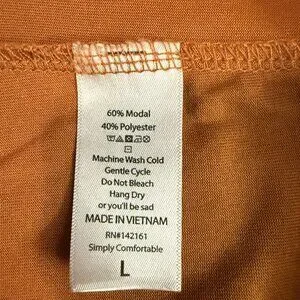 60% Modal
40% Polyester
Machine Wash Cold
Gentle Cycle
Do Not Bleach
Hang Dry
or you'll be sad
MADE IN VIETNAM
RN#142161
Simply Comfortable
L